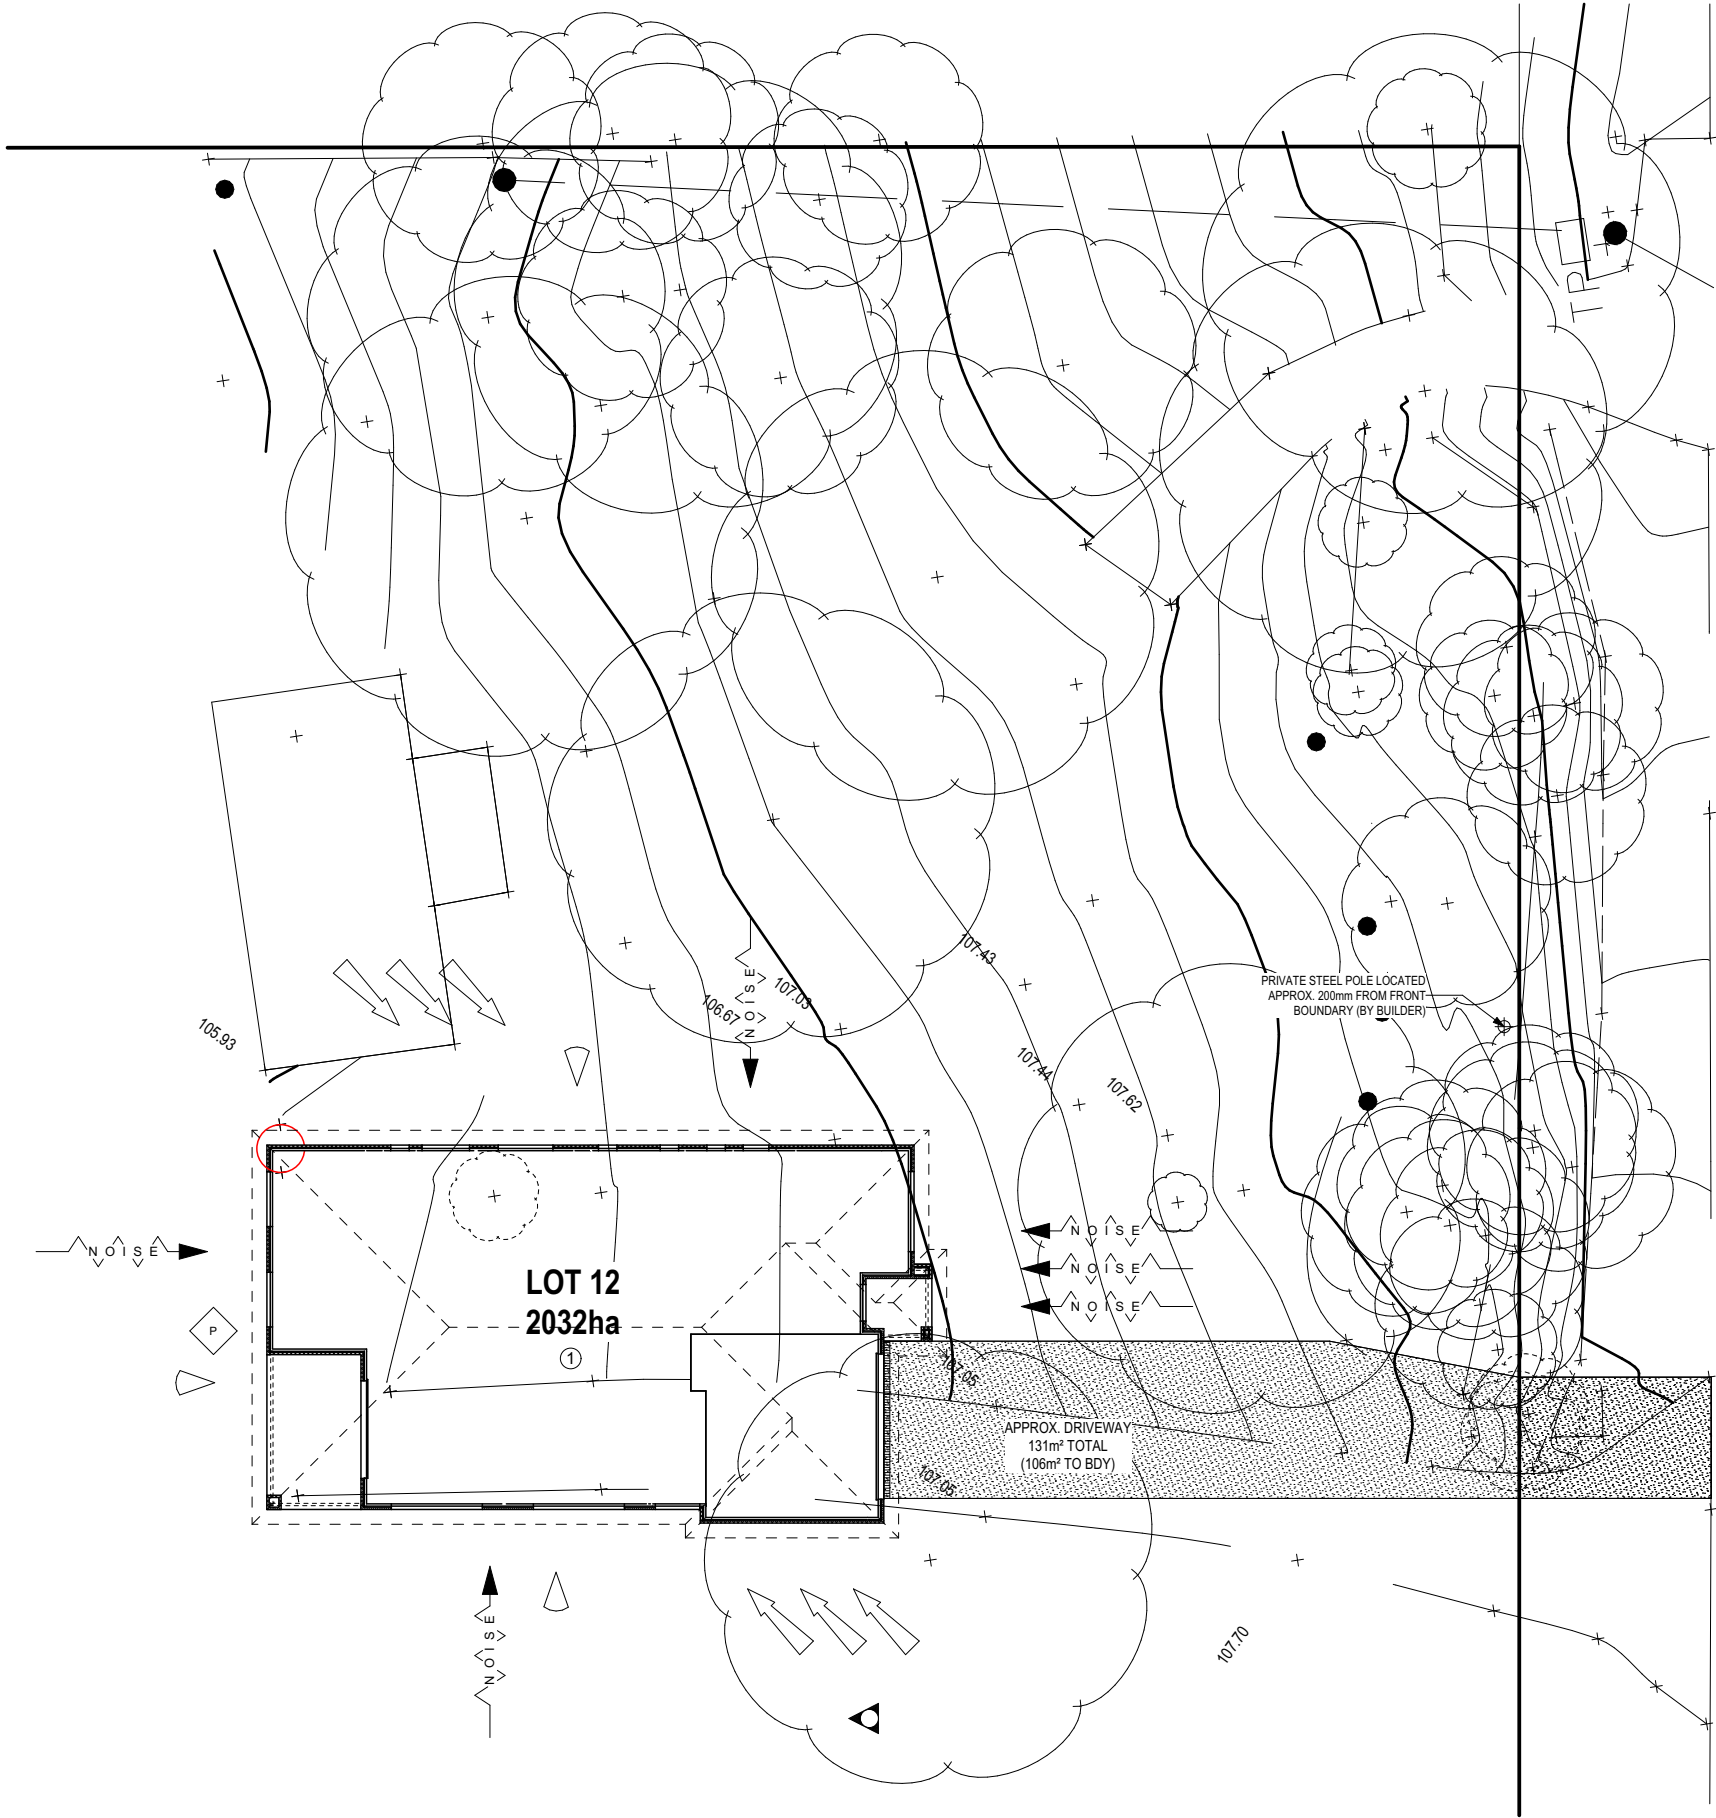 107.43
107.03
106.67
NOISE
105.93
PRIVATE STEEL POLE LOCATED
APPROX. 200mm FROM FRONT
BOUNDARY (BY BUILDER)
107.44
107.62
NOISE
NOISE
NOISE
NOISE
LOT 12
2032ha
1
P
107.05
APPROX. DRIVEWAY
131m² TOTAL
(106m² TO BDY)
107.05
NOISE
107.70